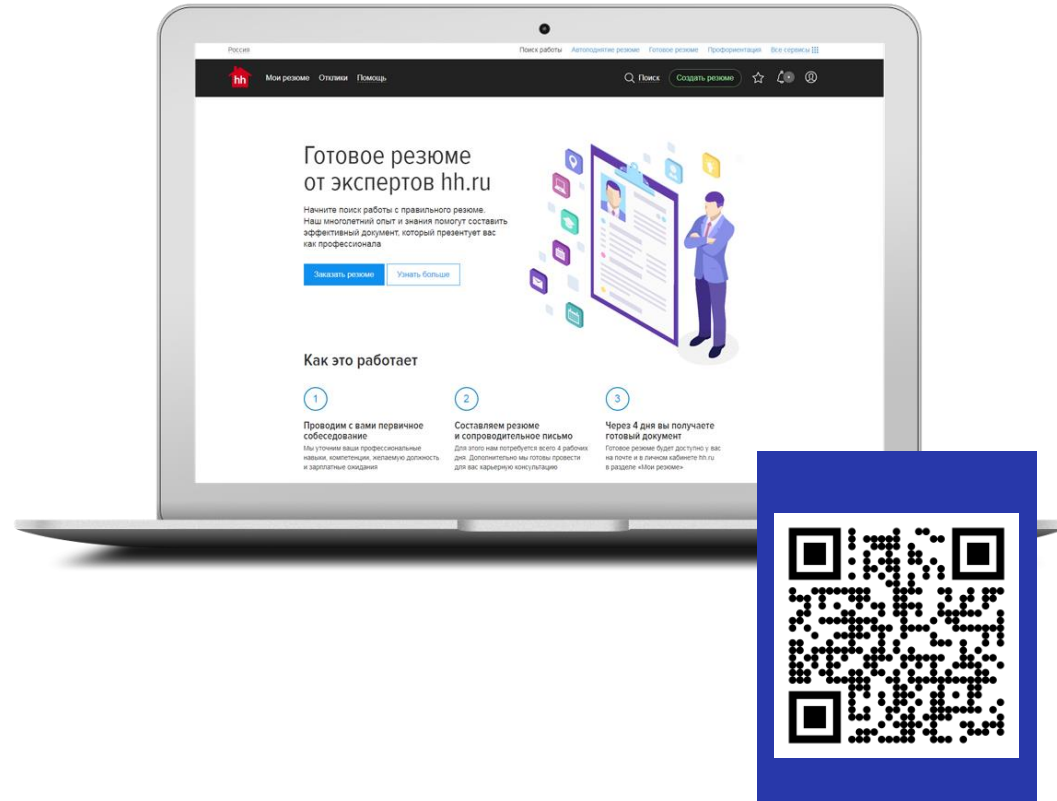 Россия
Поиск работы Автоподнятие резюме Готовое резюме Профориентация Все сервисы
hh Мои резюме Отклики Помощь Поиск Создать резюме
Готовое резюме
от экспертов hh.ru
Начните поиск работы с правильного резюме.
Наш многолетний опыт и знания помогут составить
эффективный документ, который презентует вас
как профессионала
Заказать резюме Узнать больше
Как это работает
1
Проводим с вами первичное
собеседование
Мы уточним ваши профессиональные
навыки, компетенции, желаемую должность
и зарплатные ожидания
2
Составляем резюме
и сопроводительное письмо
Для этого нам потребуется всего 4 рабочих
дня. Дополнительно мы готовы провести
для вас карьерную консультацию
3
Через 4 дня вы получаете
готовый документ
Готовое резюме будет доступно у вас
на почте и в личном кабинете hh.ru
в разделе «Мои резюме»